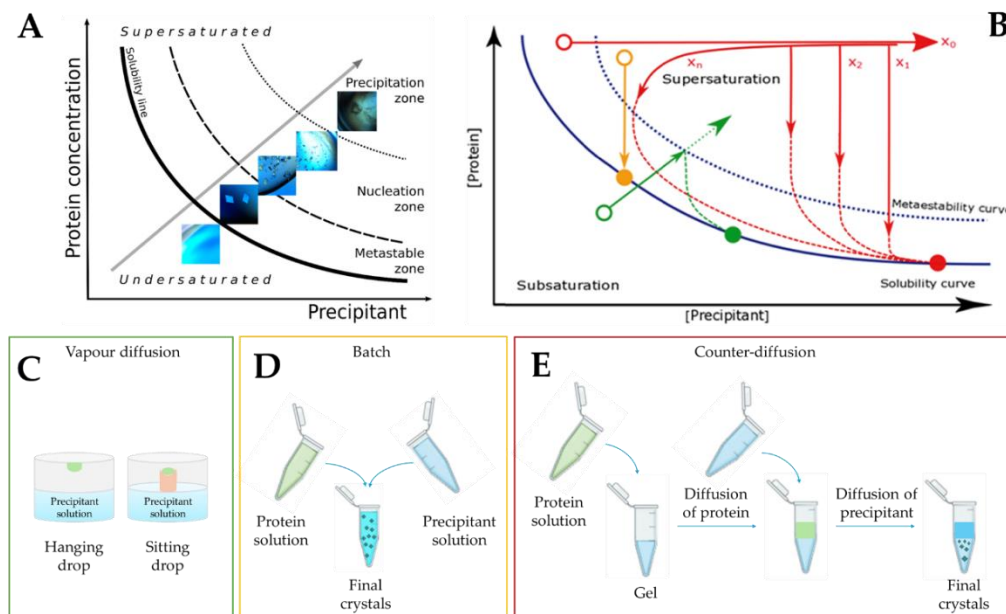 A
Protein concentration
Supersaturated
Solubility line
Precipitation
zone
Nucleation
zone
Metastable
zone
Undersaturated
Precipitant
B
[Protein]
x₀
xₙ
x₂
x₁
Supersaturation
Metaestability curve
Subsaturation
Solubility curve
[Precipitant]
Vapour diffusion
C
Precipitant
solution
Hanging
drop
Precipitant
solution
Sitting
drop
Batch
D
Protein
solution
Precipitant
solution
Final
crystals
Counter-diffusion
E
Protein
solution
Gel
Diffusion
of protein
Diffusion of
precipitant
Final
crystals